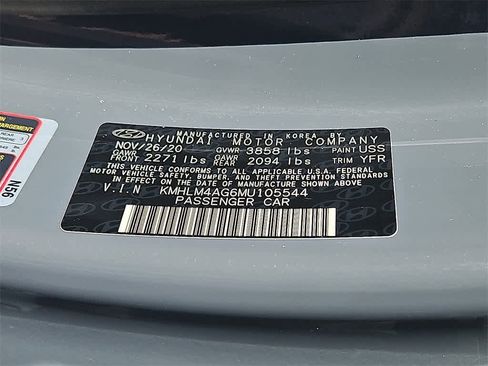 MANUFACTURED IN KOREA BY
HYUNDAI MOTOR COMPANY
NOV/26/20 GVWR 3858 lbs PAINT USS
GAWR FRONT 2271 lbs GAWR REAR 2094 lbs TRIM YFR
THIS VEHICLE CONFORMS TO ALL APPLICABLE FEDERAL
MOTOR VEHICLE SAFETY, BUMPER, AND THEFT PREVENTION
STANDARDS IN EFFECT ON THE DATE OF MANUFACTURE SHOWN ABOVE.
V.I.N KMHLM4AG6MU105544
PASSENGER CAR
N56